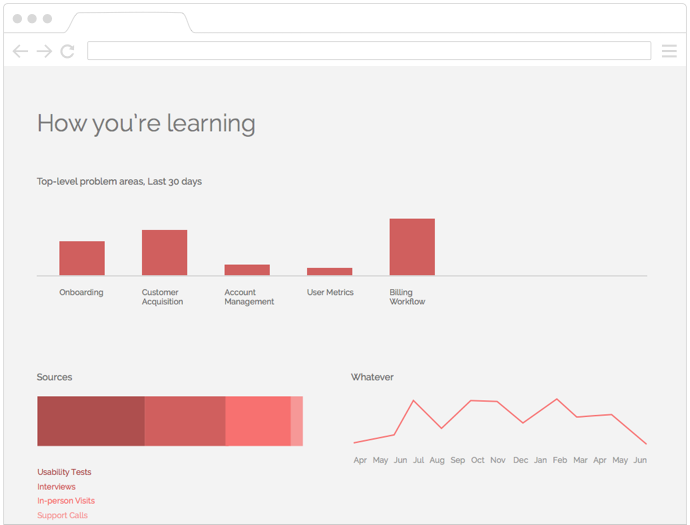 How you're learning
Top-level problem areas, Last 30 days
Onboarding
Customer
Acquisition
Account
Management
User Metrics
Billing
Workflow
Sources
Usability Tests
Interviews
In-person Visits
Support Calls
Whatever
Apr May Jun Jul Aug Sep Oct Nov Dec Jan Feb Mar Apr May Jun